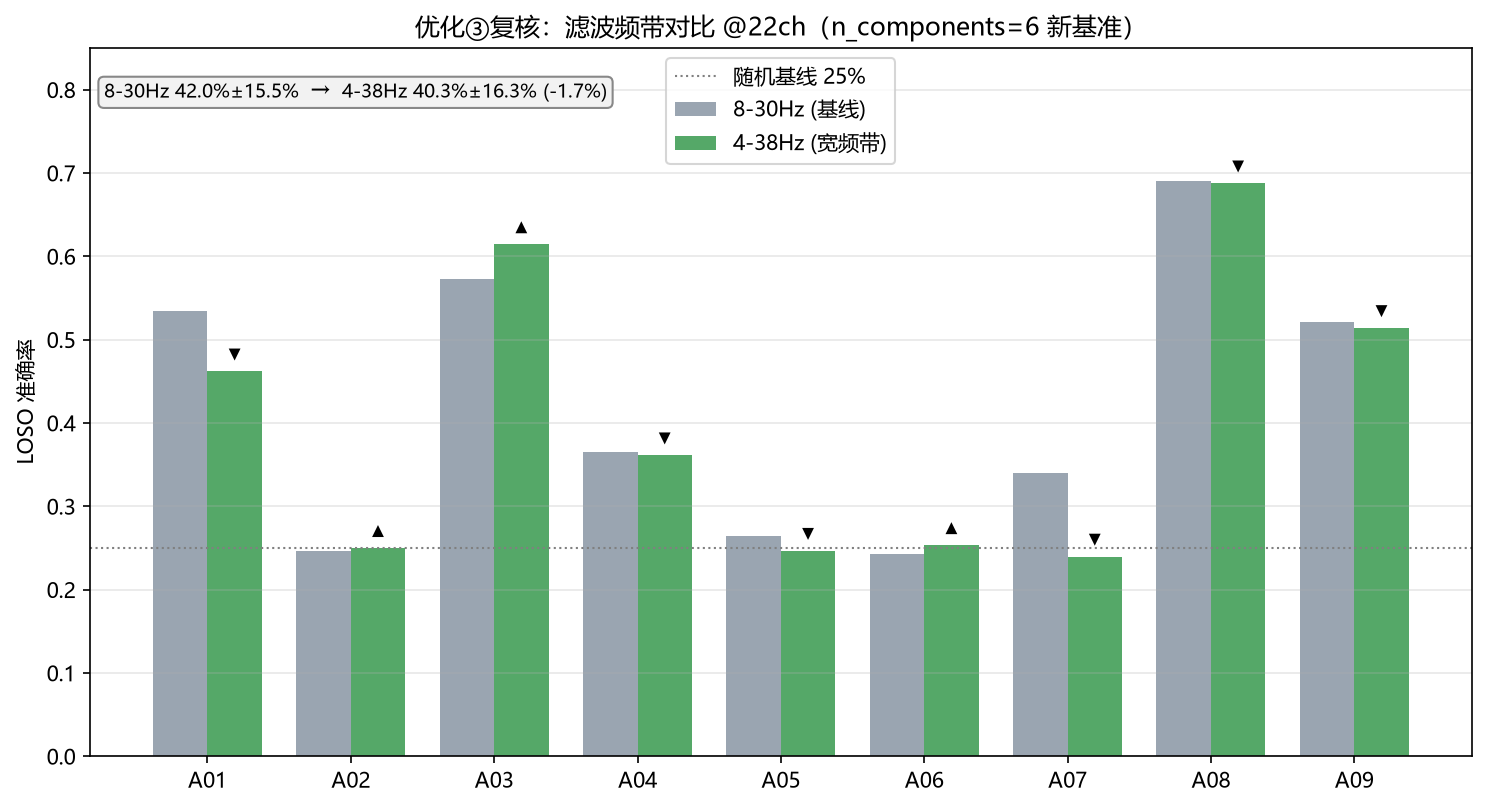 优化③复核：滤波频带对比 @22ch（n_components=6 新基准）
8-30Hz 42.0%±15.5% → 4-38Hz 40.3%±16.3% (-1.7%)
随机基线 25%
8-30Hz (基线)
4-38Hz (宽频带)
LOSO 准确率
0.8
0.7
0.6
0.5
0.4
0.3
0.2
0.1
0.0
A01 A02 A03 A04 A05 A06 A07 A08 A09